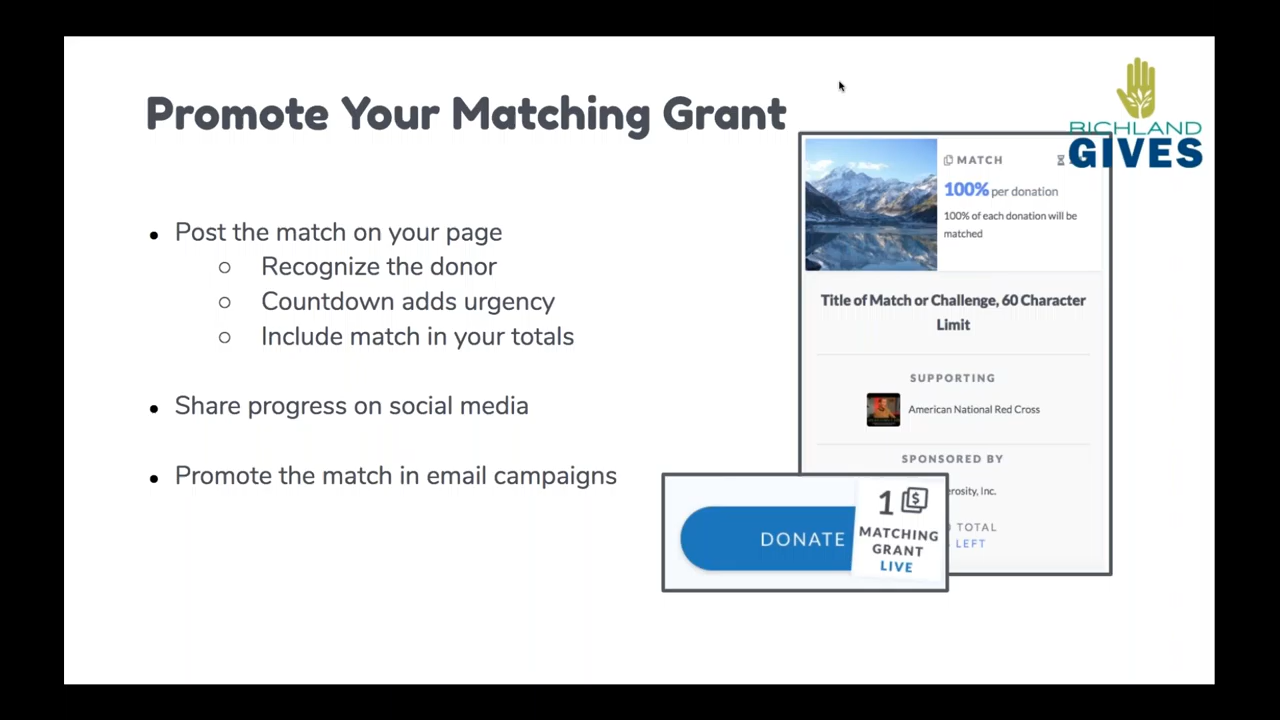 Promote Your Matching Grant
RICHLAND
GIVES
Post the match on your page
Recognize the donor
Countdown adds urgency
Include match in your totals
Share progress on social media
Promote the match in email campaigns
MATCH
100% per donation
100% of each donation will be
matched
Title of Match or Challenge, 60 Character
Limit
SUPPORTING
American National Red Cross
SPONSORED BY
erosity, Inc.
TOTAL
LEFT
DONATE
1
MATCHING
GRANT
LIVE